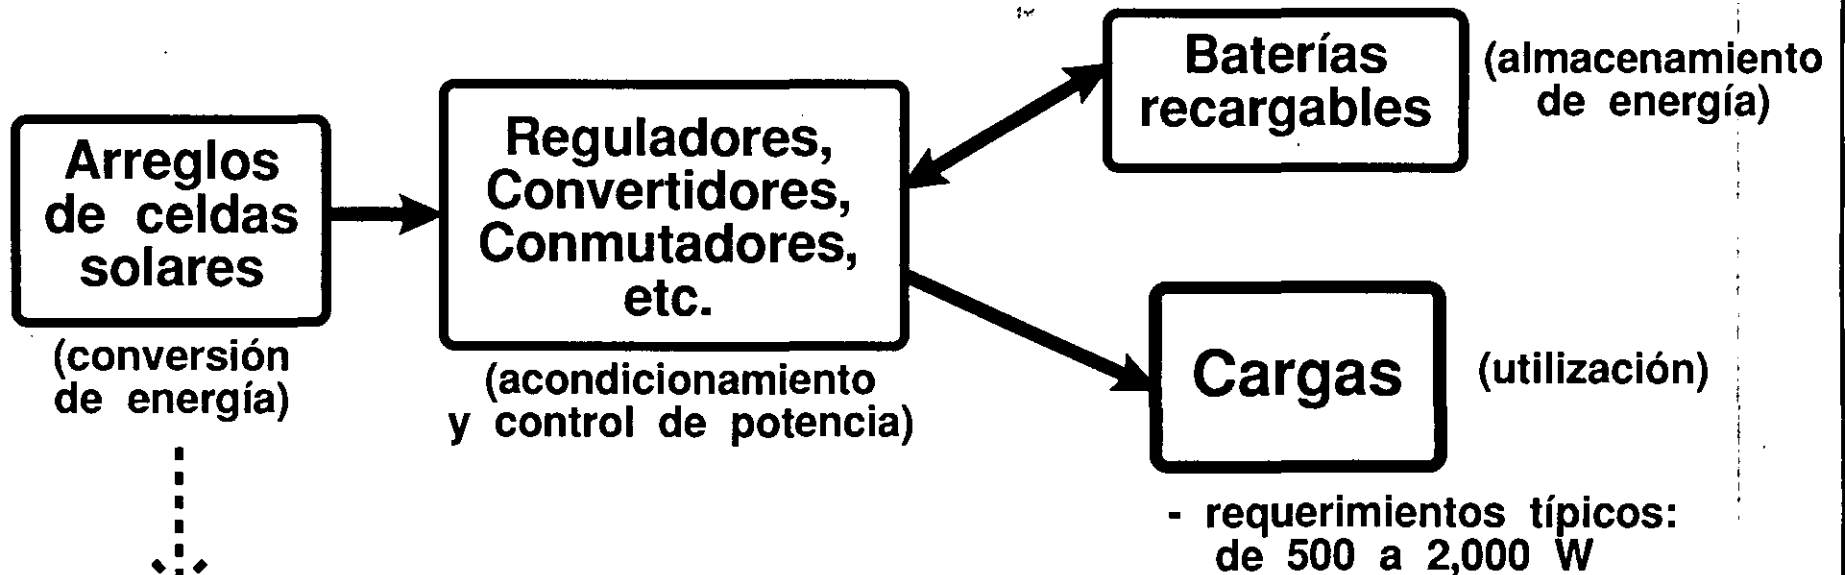 Arreglos
de celdas
solares
(conversión
de energía)
Reguladores,
Convertidores,
Conmutadores,
etc.
(acondicionamiento
y control de potencia)
Baterías
recargables
(almacenamiento
de energía)
Cargas
(utilización)
- requerimientos típicos:
de 500 a 2,000 W